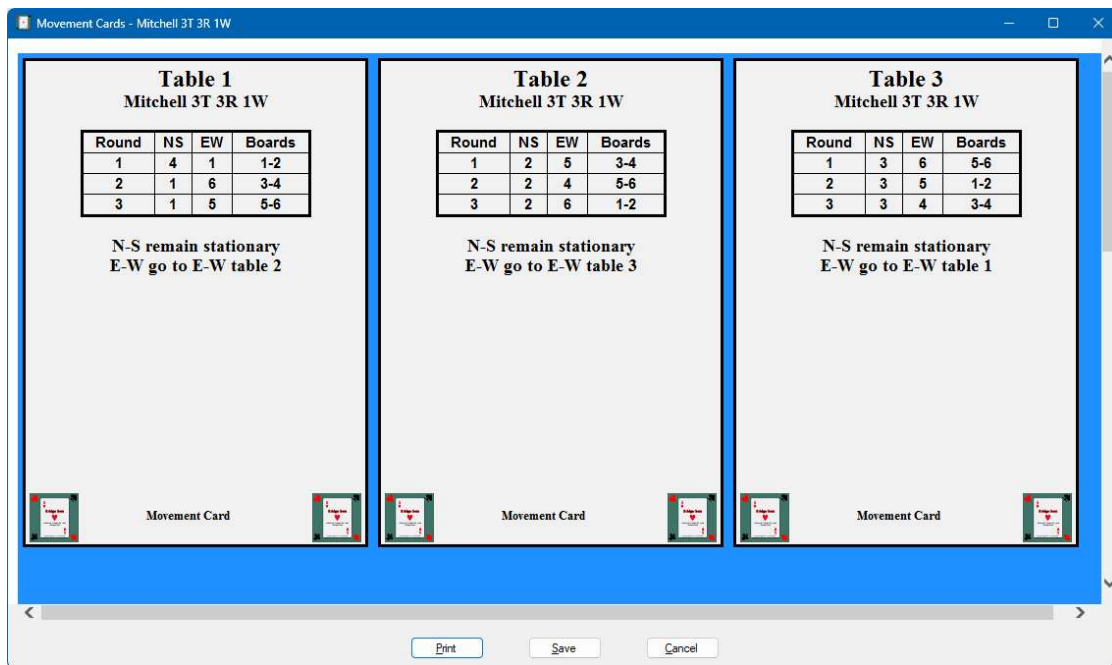 Movement Cards - Mitchell 3T 3R 1W
Table 1
Mitchell 3T 3R 1W
Round NS EW Boards
1 4 1 1-2
2 1 6 3-4
3 1 5 5-6
N-S remain stationary
E-W go to E-W table 2
Movement Card
Table 2
Mitchell 3T 3R 1W
Round NS EW Boards
1 2 5 3-4
2 2 4 5-6
3 2 6 1-2
N-S remain stationary
E-W go to E-W table 3
Movement Card
Table 3
Mitchell 3T 3R 1W
Round NS EW Boards
1 3 6 5-6
2 3 5 1-2
3 3 4 3-4
N-S remain stationary
E-W go to E-W table 1
Movement Card
Print Save Cancel